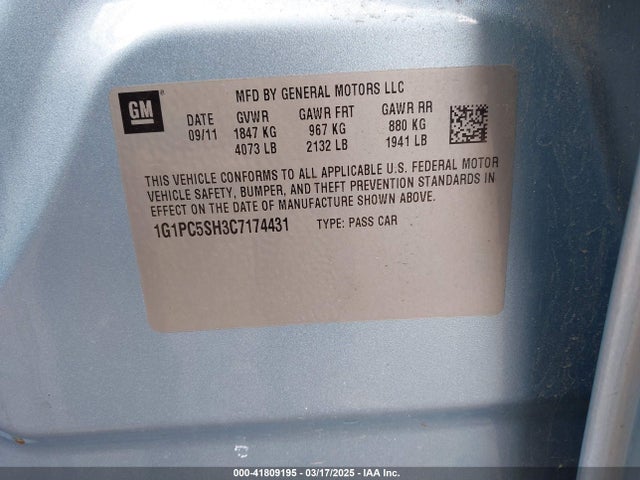 GM
MFD BY GENERAL MOTORS LLC
DATE GVWR GAWR FRT GAWR RR
09/11 1847 KG 967 KG 880 KG
4073 LB 2132 LB 1941 LB
THIS VEHICLE CONFORMS TO ALL APPLICABLE U.S. FEDERAL MOTOR
VEHICLE SAFETY, BUMPER, AND THEFT PREVENTION STANDARDS IN
EFFECT ON THE DATE OF MANUFACTURE SHOWN ABOVE.
1G1PC5SH3C7174431 TYPE: PASS CAR
000-41809195 - 03/17/2025 - IAA Inc.